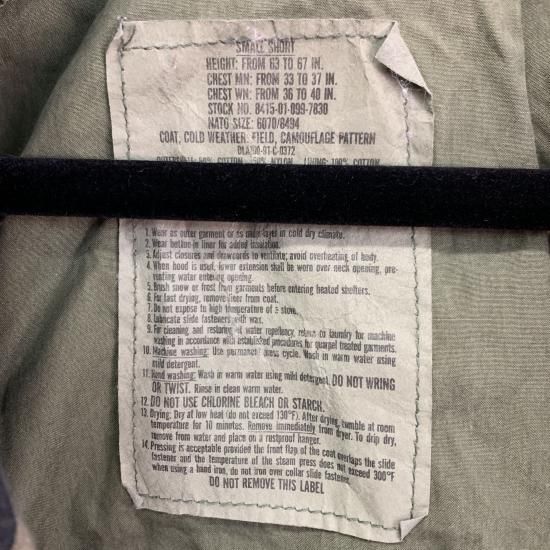 SMALL SHORT
HEIGHT: FROM 63 TO 67 IN.
CHEST MN: FROM 33 TO 37 IN.
CHEST WN: FROM 36 TO 40 IN.
STOCK NO. 8415-01-099-7830
NATO SIZE: 6070/8494
COAT, COLD WEATHER: FIELD, CAMOUFLAGE PATTERN
DLA100-81-C-0372
50% COTTON 50% NYLON LINING: 100% COTTON
1. Wear as outer garment or as under layer in cold dry climate.
2. Wear button-in liner for added insulation.
3. Adjust closures and drawcords to ventilate; avoid overheating of body.
4. When hood is used, lower extension shall be worn over neck opening, pre-
venting water entering opening.
5. Brush snow or frost from garments before entering heated shelters.
6. For fast drying, remove liner from coat.
7. Do not expose to high temperature of a stove.
8. Lubricate slide fasteners with wax.
9. For cleaning and restoring of water repellency, return to laundry for machine
washing in accordance with established procedures for quarpel treated garments.
10. Machine washing: Use permanent press cycle. Wash in warm water using
mild detergent.
11. Hand washing: Wash in warm water using mild detergent. DO NOT WRING
OR TWIST. Rinse in clean warm water.
12. DO NOT USE CHLORINE BLEACH OR STARCH.
13. Drying: Dry at low heat (do not exceed 130°F). After drying, tumble at room
temperature for 10 minutes. Remove immediately from dryer. To drip dry,
remove from water and place on a rustproof hanger.
14. Pressing is acceptable provided the front flap of the coat overlaps the slide
fastener and the temperature of the steam press does not exceed 300°F
when using a hand iron, do not iron over collar slide fastener.
DO NOT REMOVE THIS LABEL